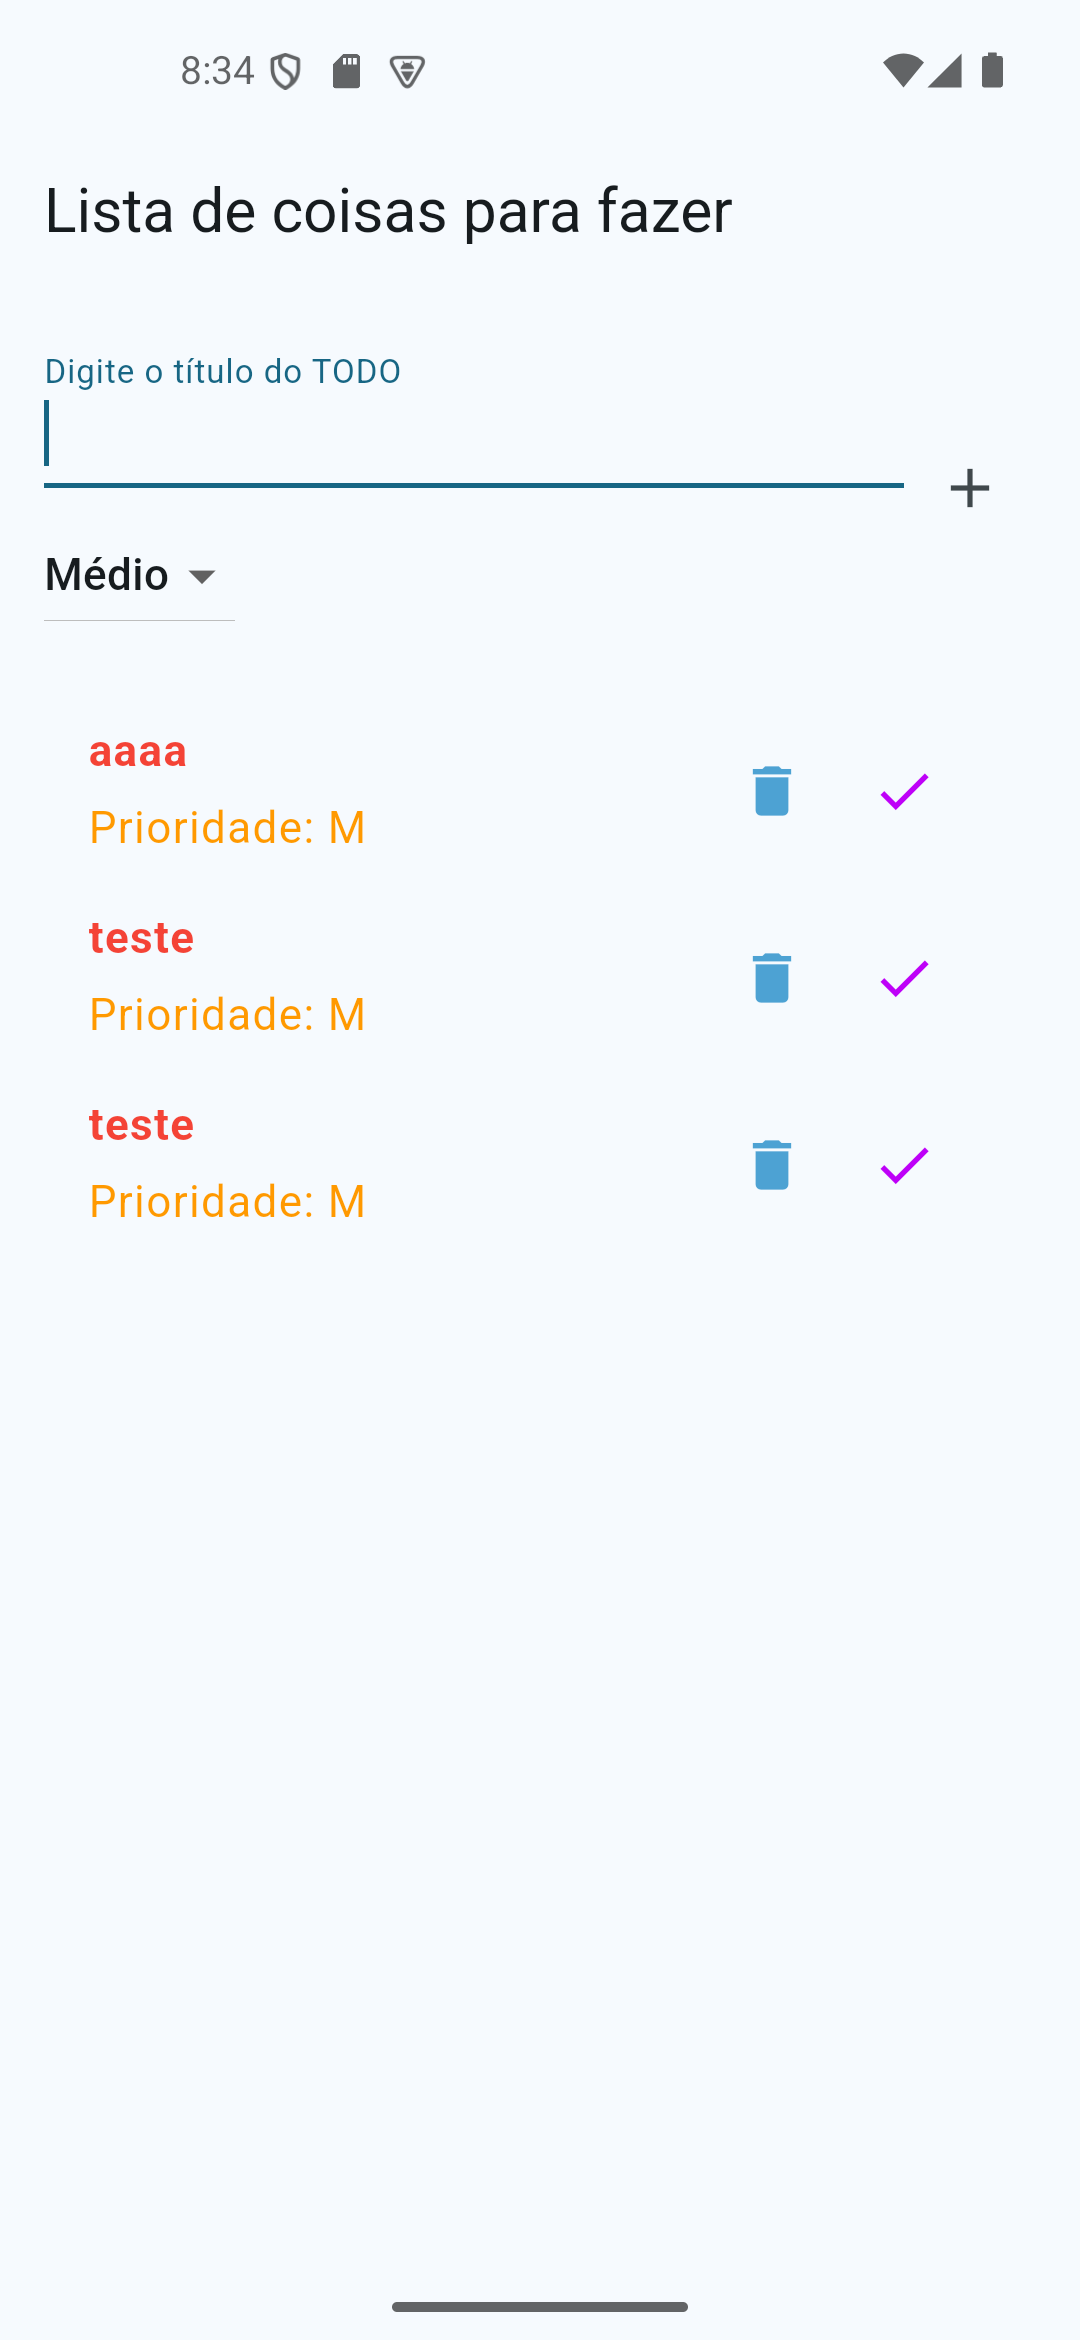 8:34
Lista de coisas para fazer
Digite o título do TODO
Médio
aaaa
Prioridade: M
teste
Prioridade: M
teste
Prioridade: M